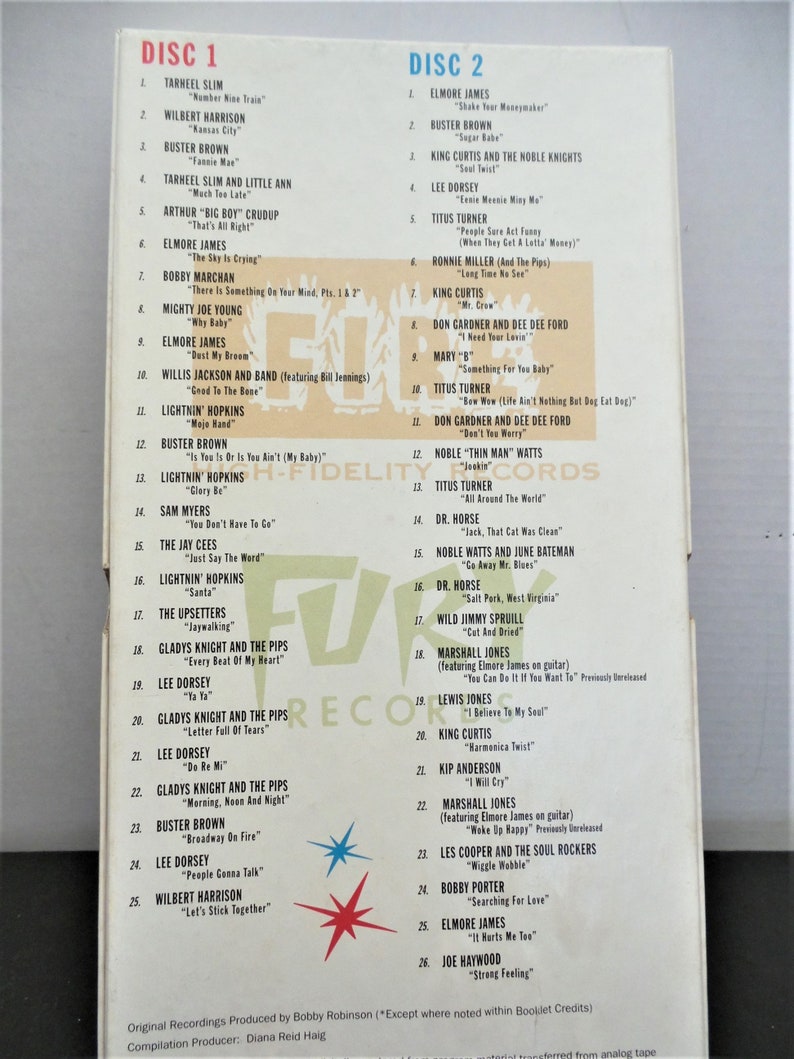 DISC 1
1. TARHEEL SLIM
"Number Nine Train"
2. WILBERT HARRISON
"Kansas City"
3. BUSTER BROWN
"Fannie Mae"
4. TARHEEL SLIM AND LITTLE ANN
"Much Too Late"
5. ARTHUR "BIG BOY" CRUDUP
"That's All Right"
6. ELMORE JAMES
"The Sky Is Crying"
7. BOBBY MARCHAN
"There Is Something On Your Mind, Pts. 1 & 2"
8. MIGHTY JOE YOUNG
"Why Baby"
9. ELMORE JAMES
"Dust My Broom"
10. WILLIS JACKSON AND BAND (featuring Bill Jennings)
"Good To The Bone"
11. LIGHTNIN' HOPKINS
"Mojo Hand"
12. BUSTER BROWN
"Is You Is Or Is You Ain't (My Baby)"
13. LIGHTNIN' HOPKINS
"Glory Be"
14. SAM MYERS
"You Don't Have To Go"
15. THE JAY CEES
"Just Say The Word"
16. LIGHTNIN' HOPKINS
"Santa"
17. THE UPSETTERS
"Jaywalking"
18. GLADYS KNIGHT AND THE PIPS
"Every Beat Of My Heart"
19. LEE DORSEY
"Ya Ya"
20. GLADYS KNIGHT AND THE PIPS
"Letter Full Of Tears"
21. LEE DORSEY
"Do Re Mi"
22. GLADYS KNIGHT AND THE PIPS
"Morning, Noon And Night"
23. BUSTER BROWN
"Broadway On Fire"
24. LEE DORSEY
"People Gonna Talk"
25. WILBERT HARRISON
"Let's Stick Together"
DISC 2
1. ELMORE JAMES
"Shake Your Moneymaker"
2. BUSTER BROWN
"Sugar Babe"
3. KING CURTIS AND THE NOBLE KNIGHTS
"Soul Twist"
4. LEE DORSEY
"Eenie Meenie Miny Mo"
5. TITUS TURNER
"People Sure Act Funny
(When They Get A Lotta' Money)"
6. RONNIE MILLER (And The Pips)
"Long Time No See"
7. KING CURTIS
"Mr. Crow"
8. DON GARDNER AND DEE DEE FORD
"I Need Your Lovin'"
9. MARY "B"
"Something For You Baby"
10. TITUS TURNER
"Bow Wow (Life Ain't Nothing But Dog Eat Dog)"
11. DON GARDNER AND DEE DEE FORD
"Don't You Worry"
12. NOBLE "THIN MAN" WATTS
"Jookin"
13. TITUS TURNER
"All Around The World"
14. DR. HORSE
"Jack, That Cat Was Clean"
15. NOBLE WATTS AND JUNE BATEMAN
"Go Away Mr. Blues"
16. DR. HORSE
"Salt Pork, West Virginia"
17. WILD JIMMY SPRUILL
"Cut And Dried"
18. MARSHALL JONES
(featuring Elmore James on guitar)
"You Can Do It If You Want To" Previously Unreleased
19. LEWIS JONES
"I Believe To My Soul"
20. KING CURTIS
"Harmonica Twist"
21. KIP ANDERSON
"I Will Cry"
22. MARSHALL JONES
(featuring Elmore James on guitar)
"Woke Up Happy" Previously Unreleased
23. LES COOPER AND THE SOUL ROCKERS
"Wiggle Wobble"
24. BOBBY PORTER
"Searching For Love"
25. ELMORE JAMES
"It Hurts Me Too"
26. JOE HAYWOOD
"Strong Feeling"
FIRE
HIGH-FIDELITY RECORDS
FURY
RECORDS
Original Recordings Produced by Bobby Robinson (*Except where noted within Booklet Credits)
Compilation Producer: Diana Reid Haig
from program material transferred from analog tape